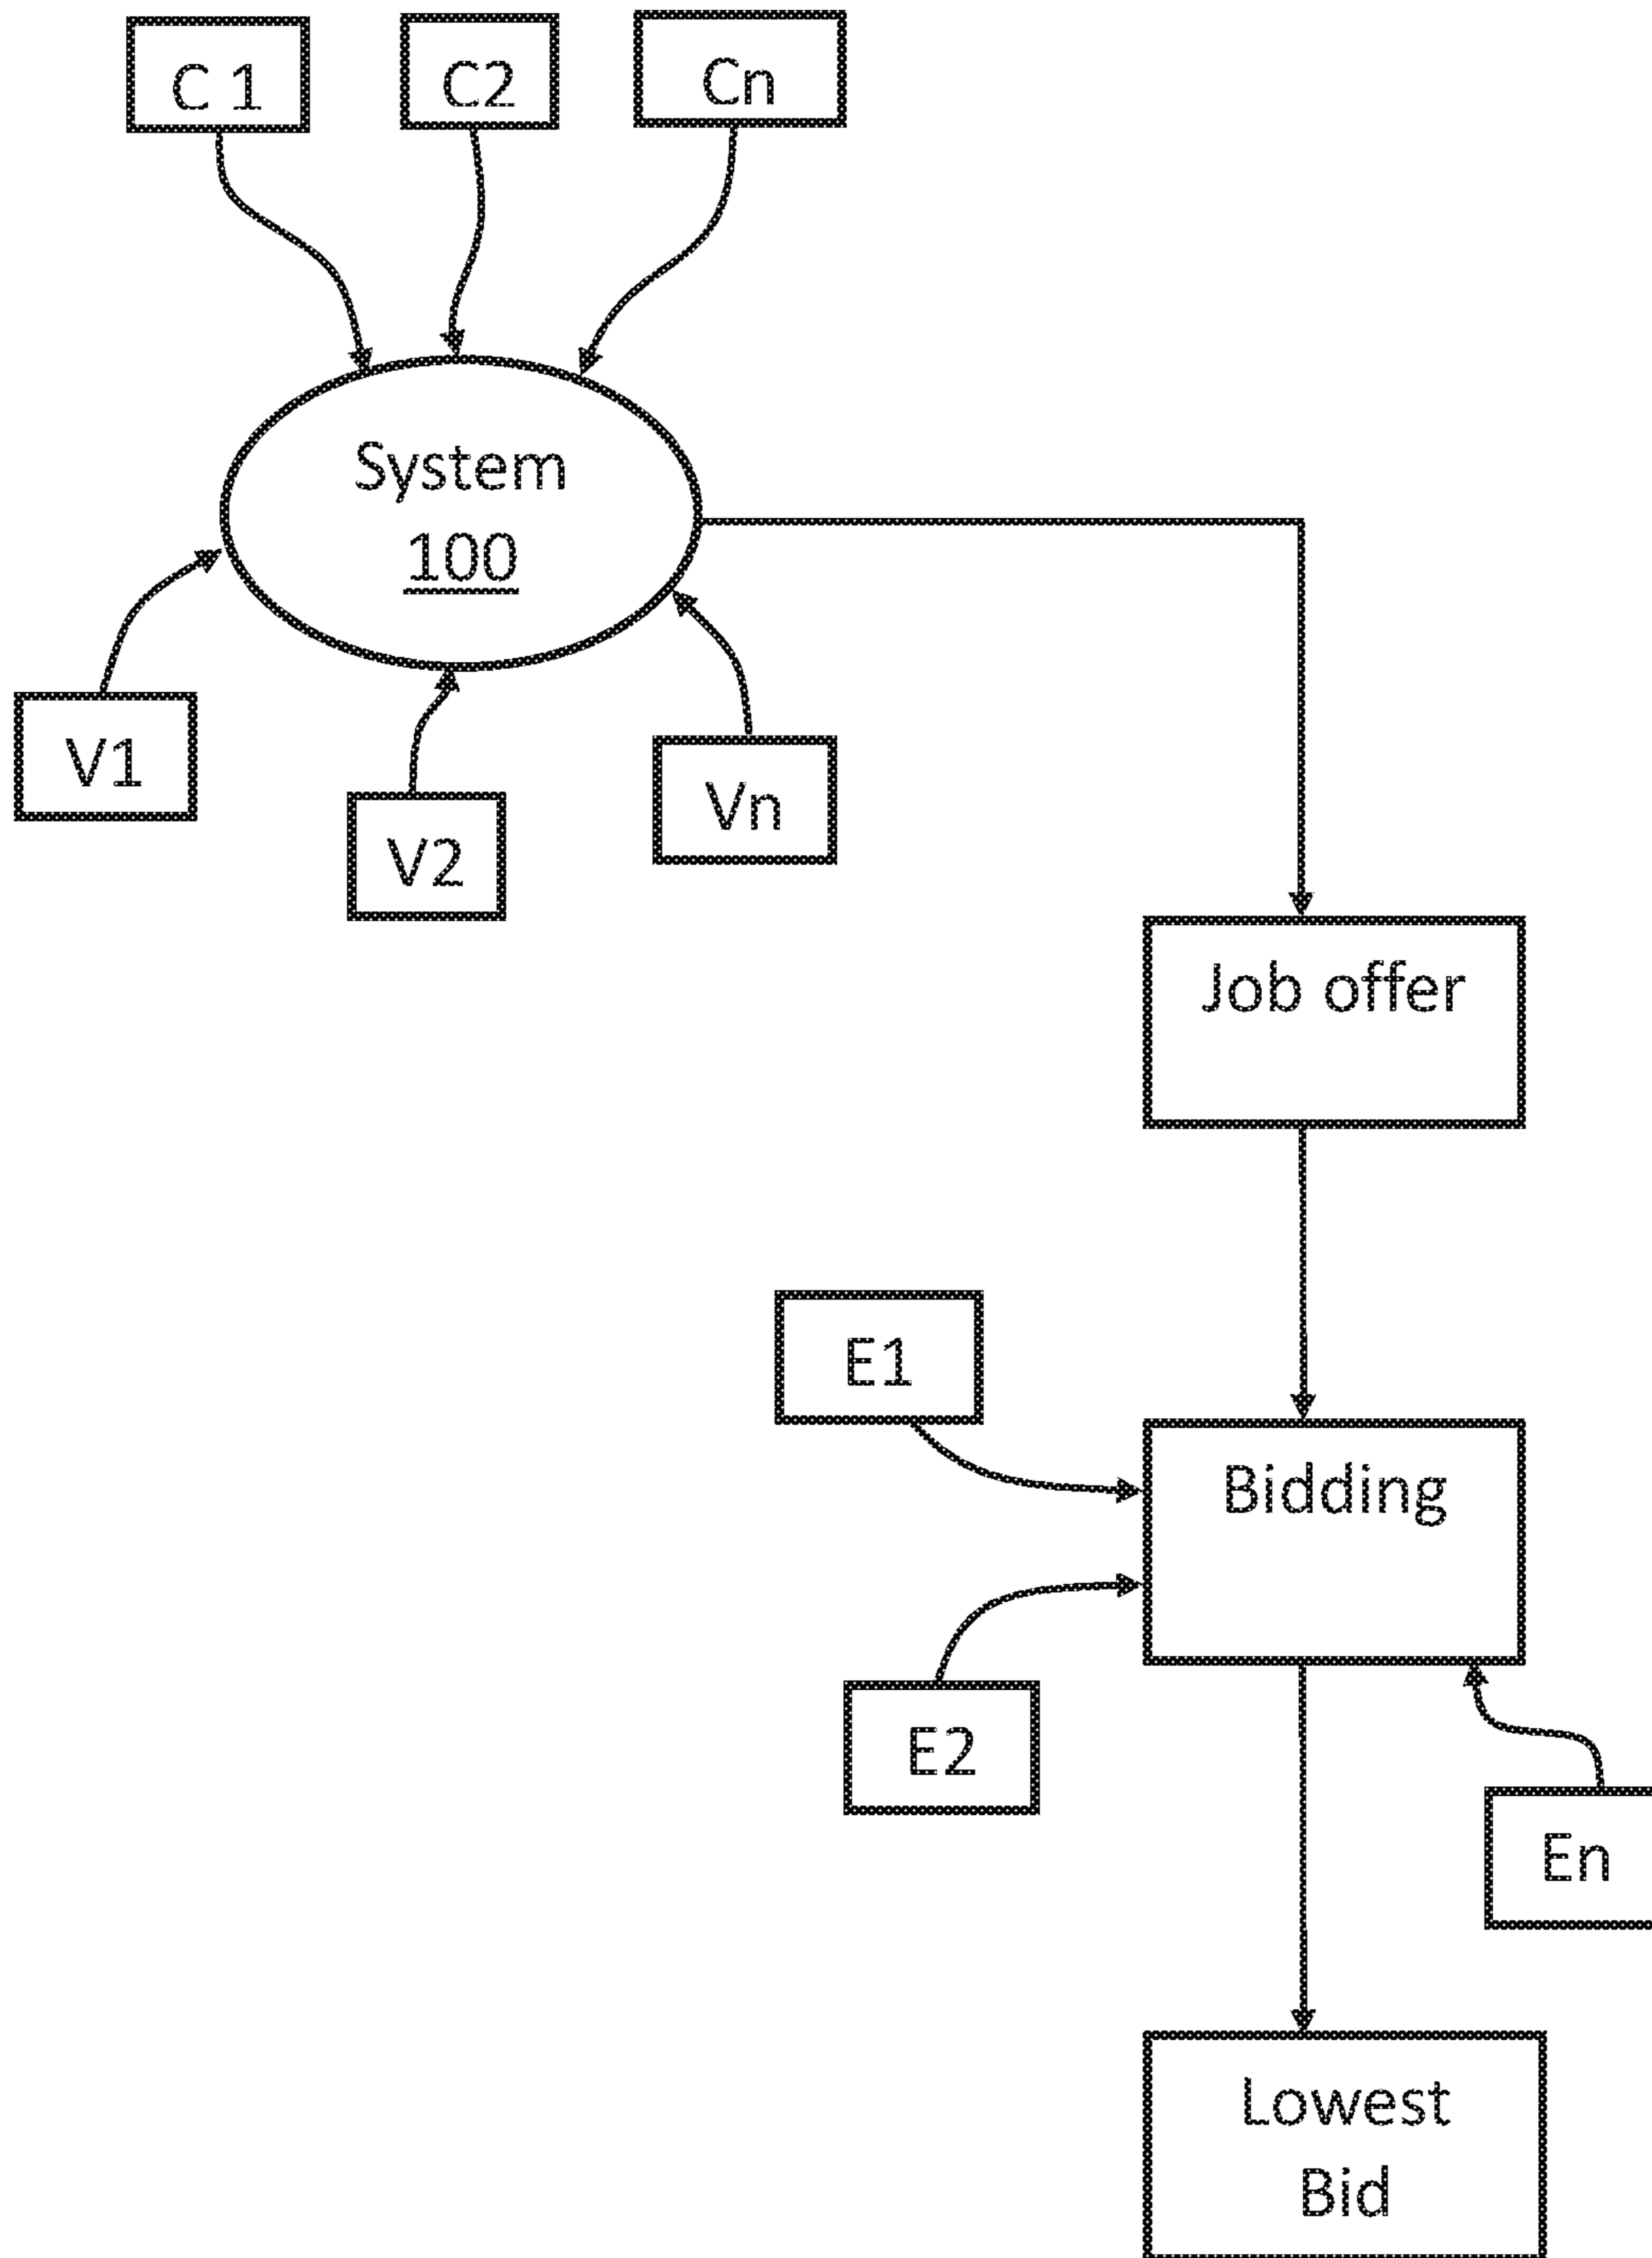 C 1
C2
Cn
System
100
V1
V2
Vn
Job offer
E1
Bidding
E2
En
Lowest
Bid